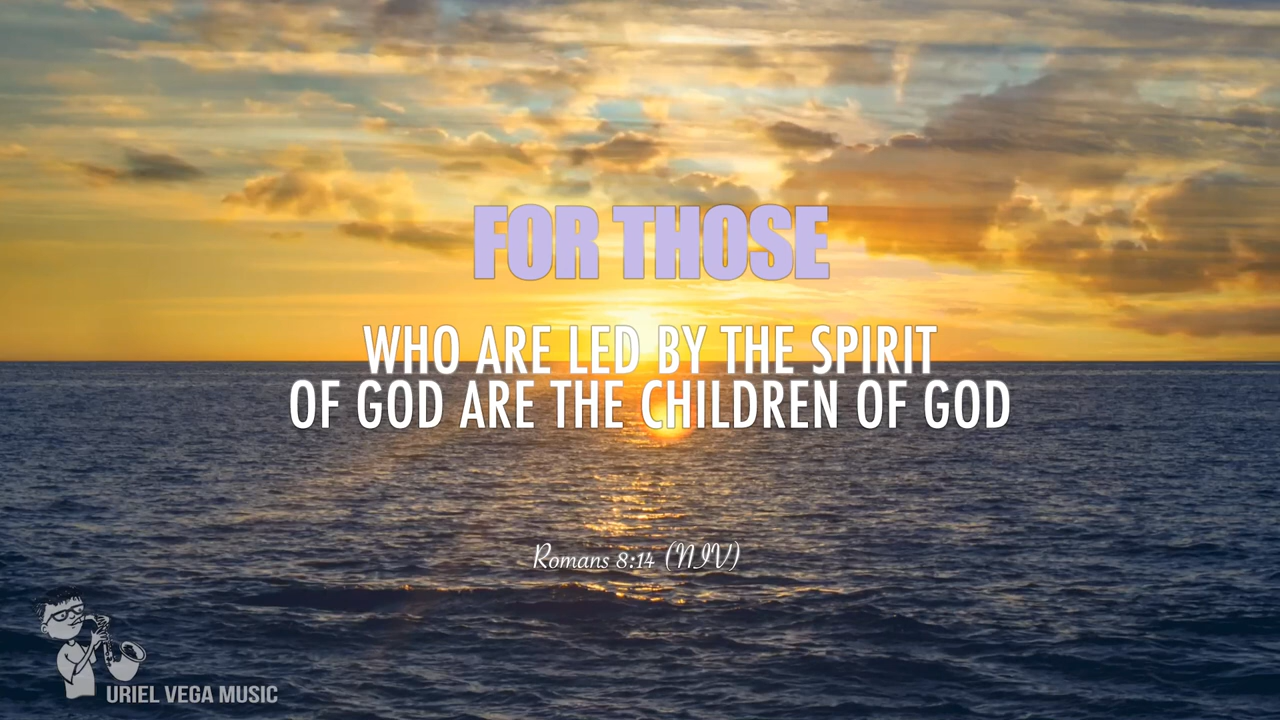 FOR THOSE
WHO ARE LED BY THE SPIRIT
OF GOD ARE THE CHILDREN OF GOD
Romans 8:14 (NIV)
URIEL VEGA MUSIC